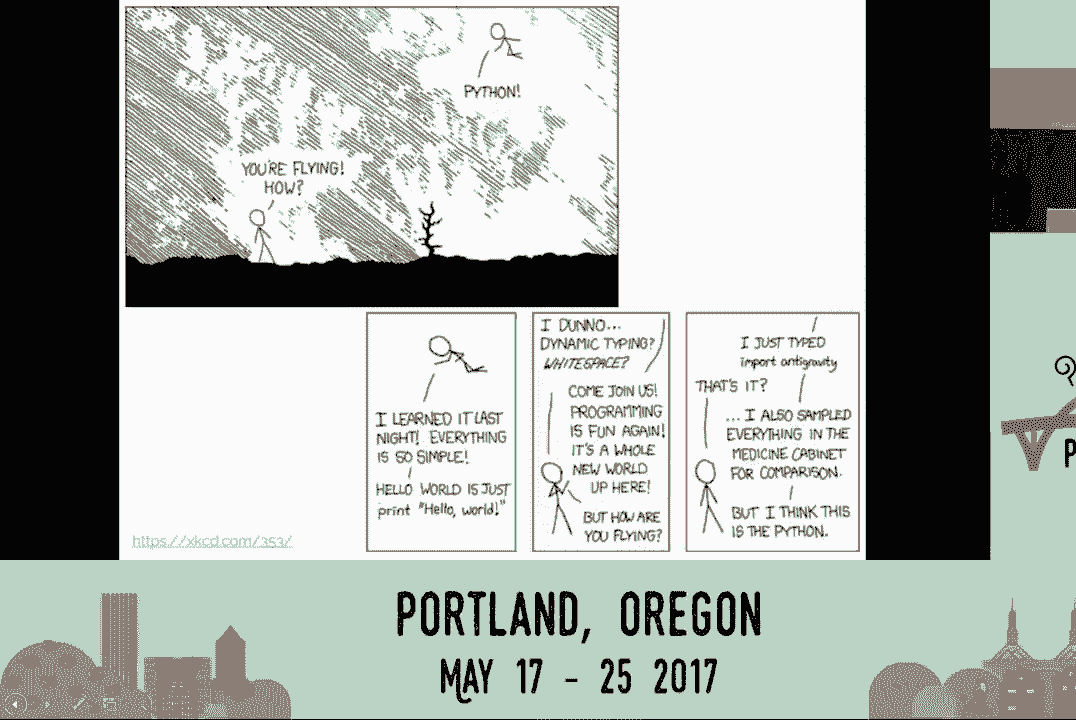 PYTHON!
YOU'RE FLYING!
HOW?
I LEARNED IT LAST
NIGHT! EVERYTHING
IS SO SIMPLE!
HELLO WORLD IS JUST
print "Hello, world!"
I DUNNO...
DYNAMIC TYPING?
WHITESPACE?
COME JOIN US!
PROGRAMMING
IS FUN AGAIN!
IT'S A WHOLE
NEW WORLD
UP HERE!
BUT HOW ARE
YOU FLYING?
I JUST TYPED
import antigravity
THAT'S IT?
... I ALSO SAMPLED
EVERYTHING IN THE
MEDICINE CABINET
FOR COMPARISON.
BUT I THINK THIS
IS THE PYTHON.
https://xkcd.com/353/
P
PORTLAND, OREGON
MAY 17 - 25 2017